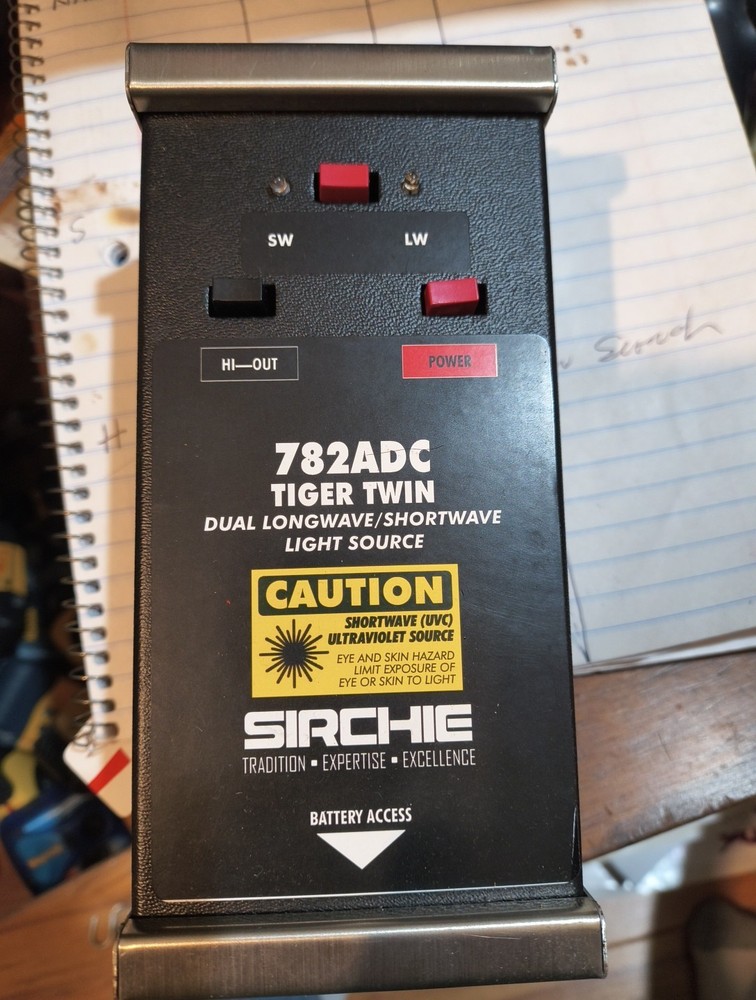 SW LW
HI—OUT POWER
782ADC
TIGER TWIN
DUAL LONGWAVE/SHORTWAVE
LIGHT SOURCE
CAUTION
SHORTWAVE (UVC)
ULTRAVIOLET SOURCE
EYE AND SKIN HAZARD
LIMIT EXPOSURE OF
EYE OR SKIN TO LIGHT
SIRCHIE
TRADITION ▪ EXPERTISE ▪ EXCELLENCE
BATTERY ACCESS